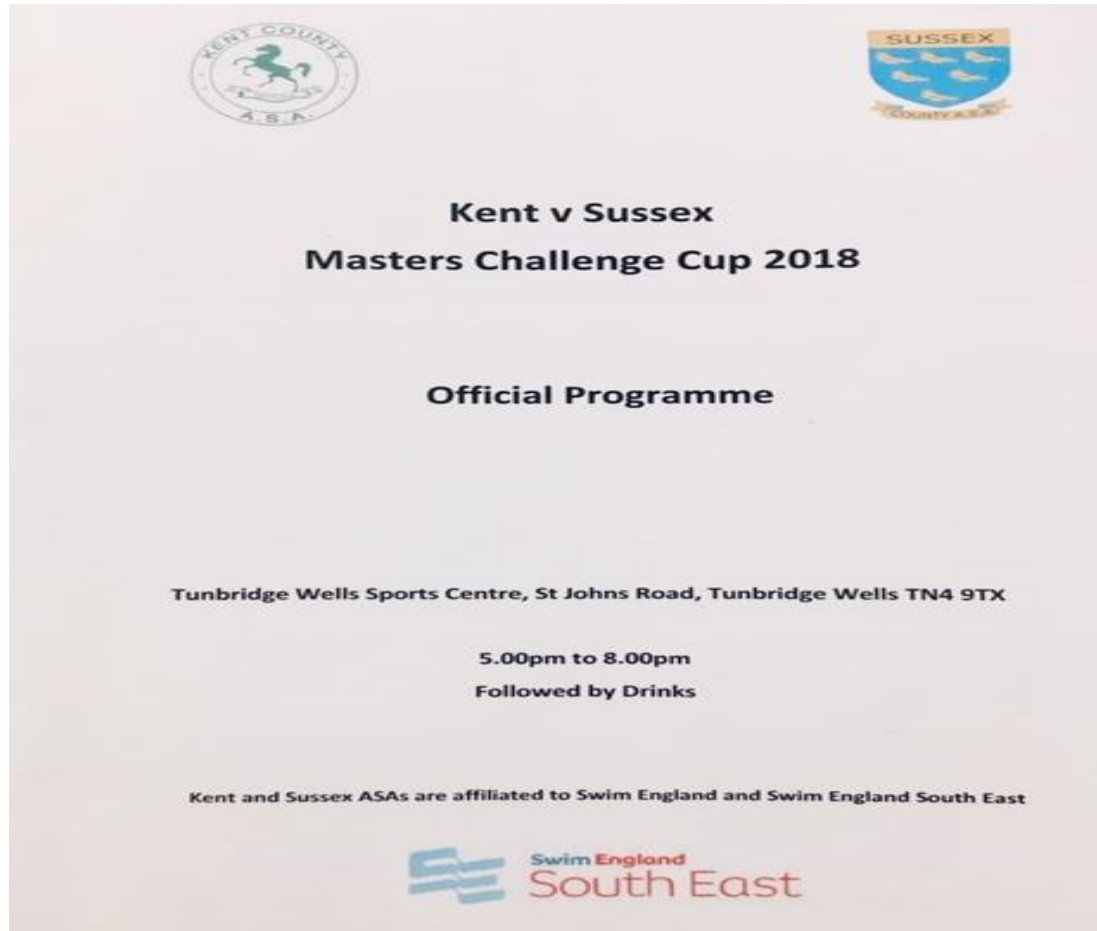 KENT COUNTY
A.S.A.
SUSSEX
COUNTY A.S.A.
Kent v Sussex
Masters Challenge Cup 2018
Official Programme
Tunbridge Wells Sports Centre, St Johns Road, Tunbridge Wells TN4 9TX
5.00pm to 8.00pm
Followed by Drinks
Kent and Sussex ASAs are affiliated to Swim England and Swim England South East
Swim England
South East